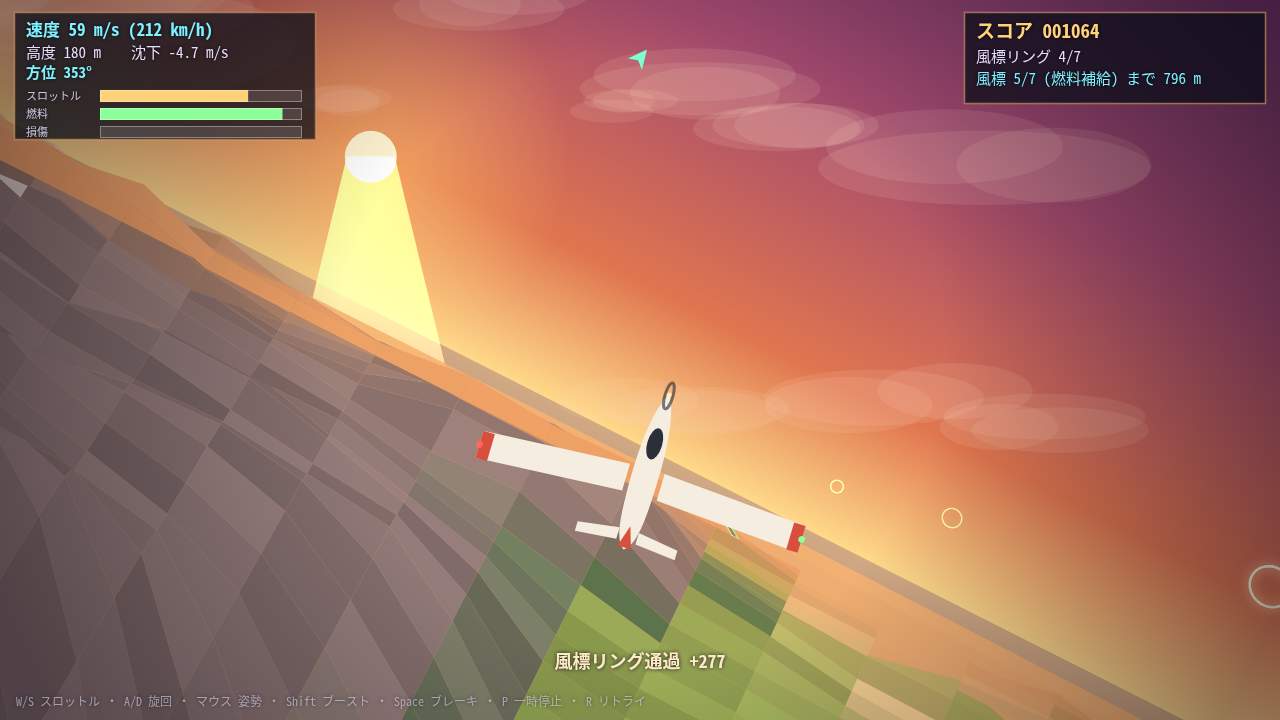 速度 59 m/s (212 km/h)
高度 180 m 沈下 -4.7 m/s
方位 353°
スロットル
燃料
損傷
スコア 001064
風標リング 4/7
風標 5/7 (燃料補給) まで 796 m
風標リング通過 +277
W/S スロットル ・ A/D 旋回 ・ マウス 姿勢 ・ Shift ブースト ・ Space ブレーキ ・ P 一時停止 ・ R リトライ